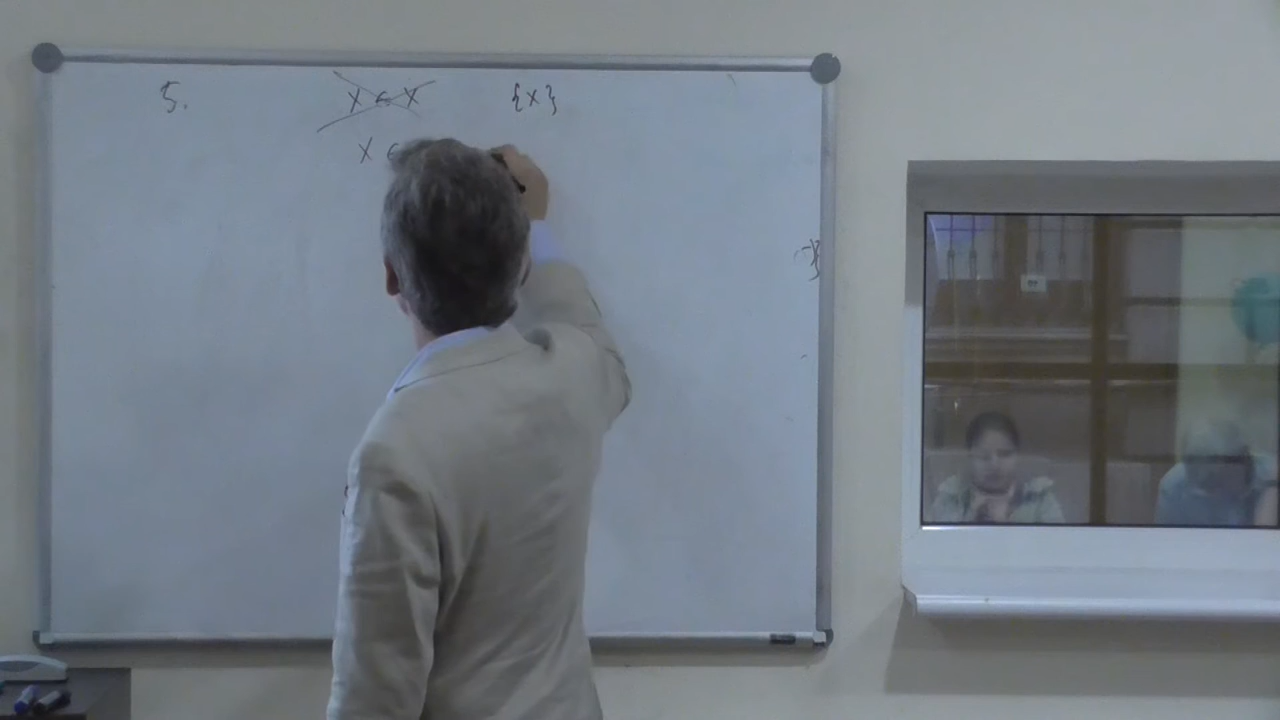 5. x ∈ x {x}
x ∈
}